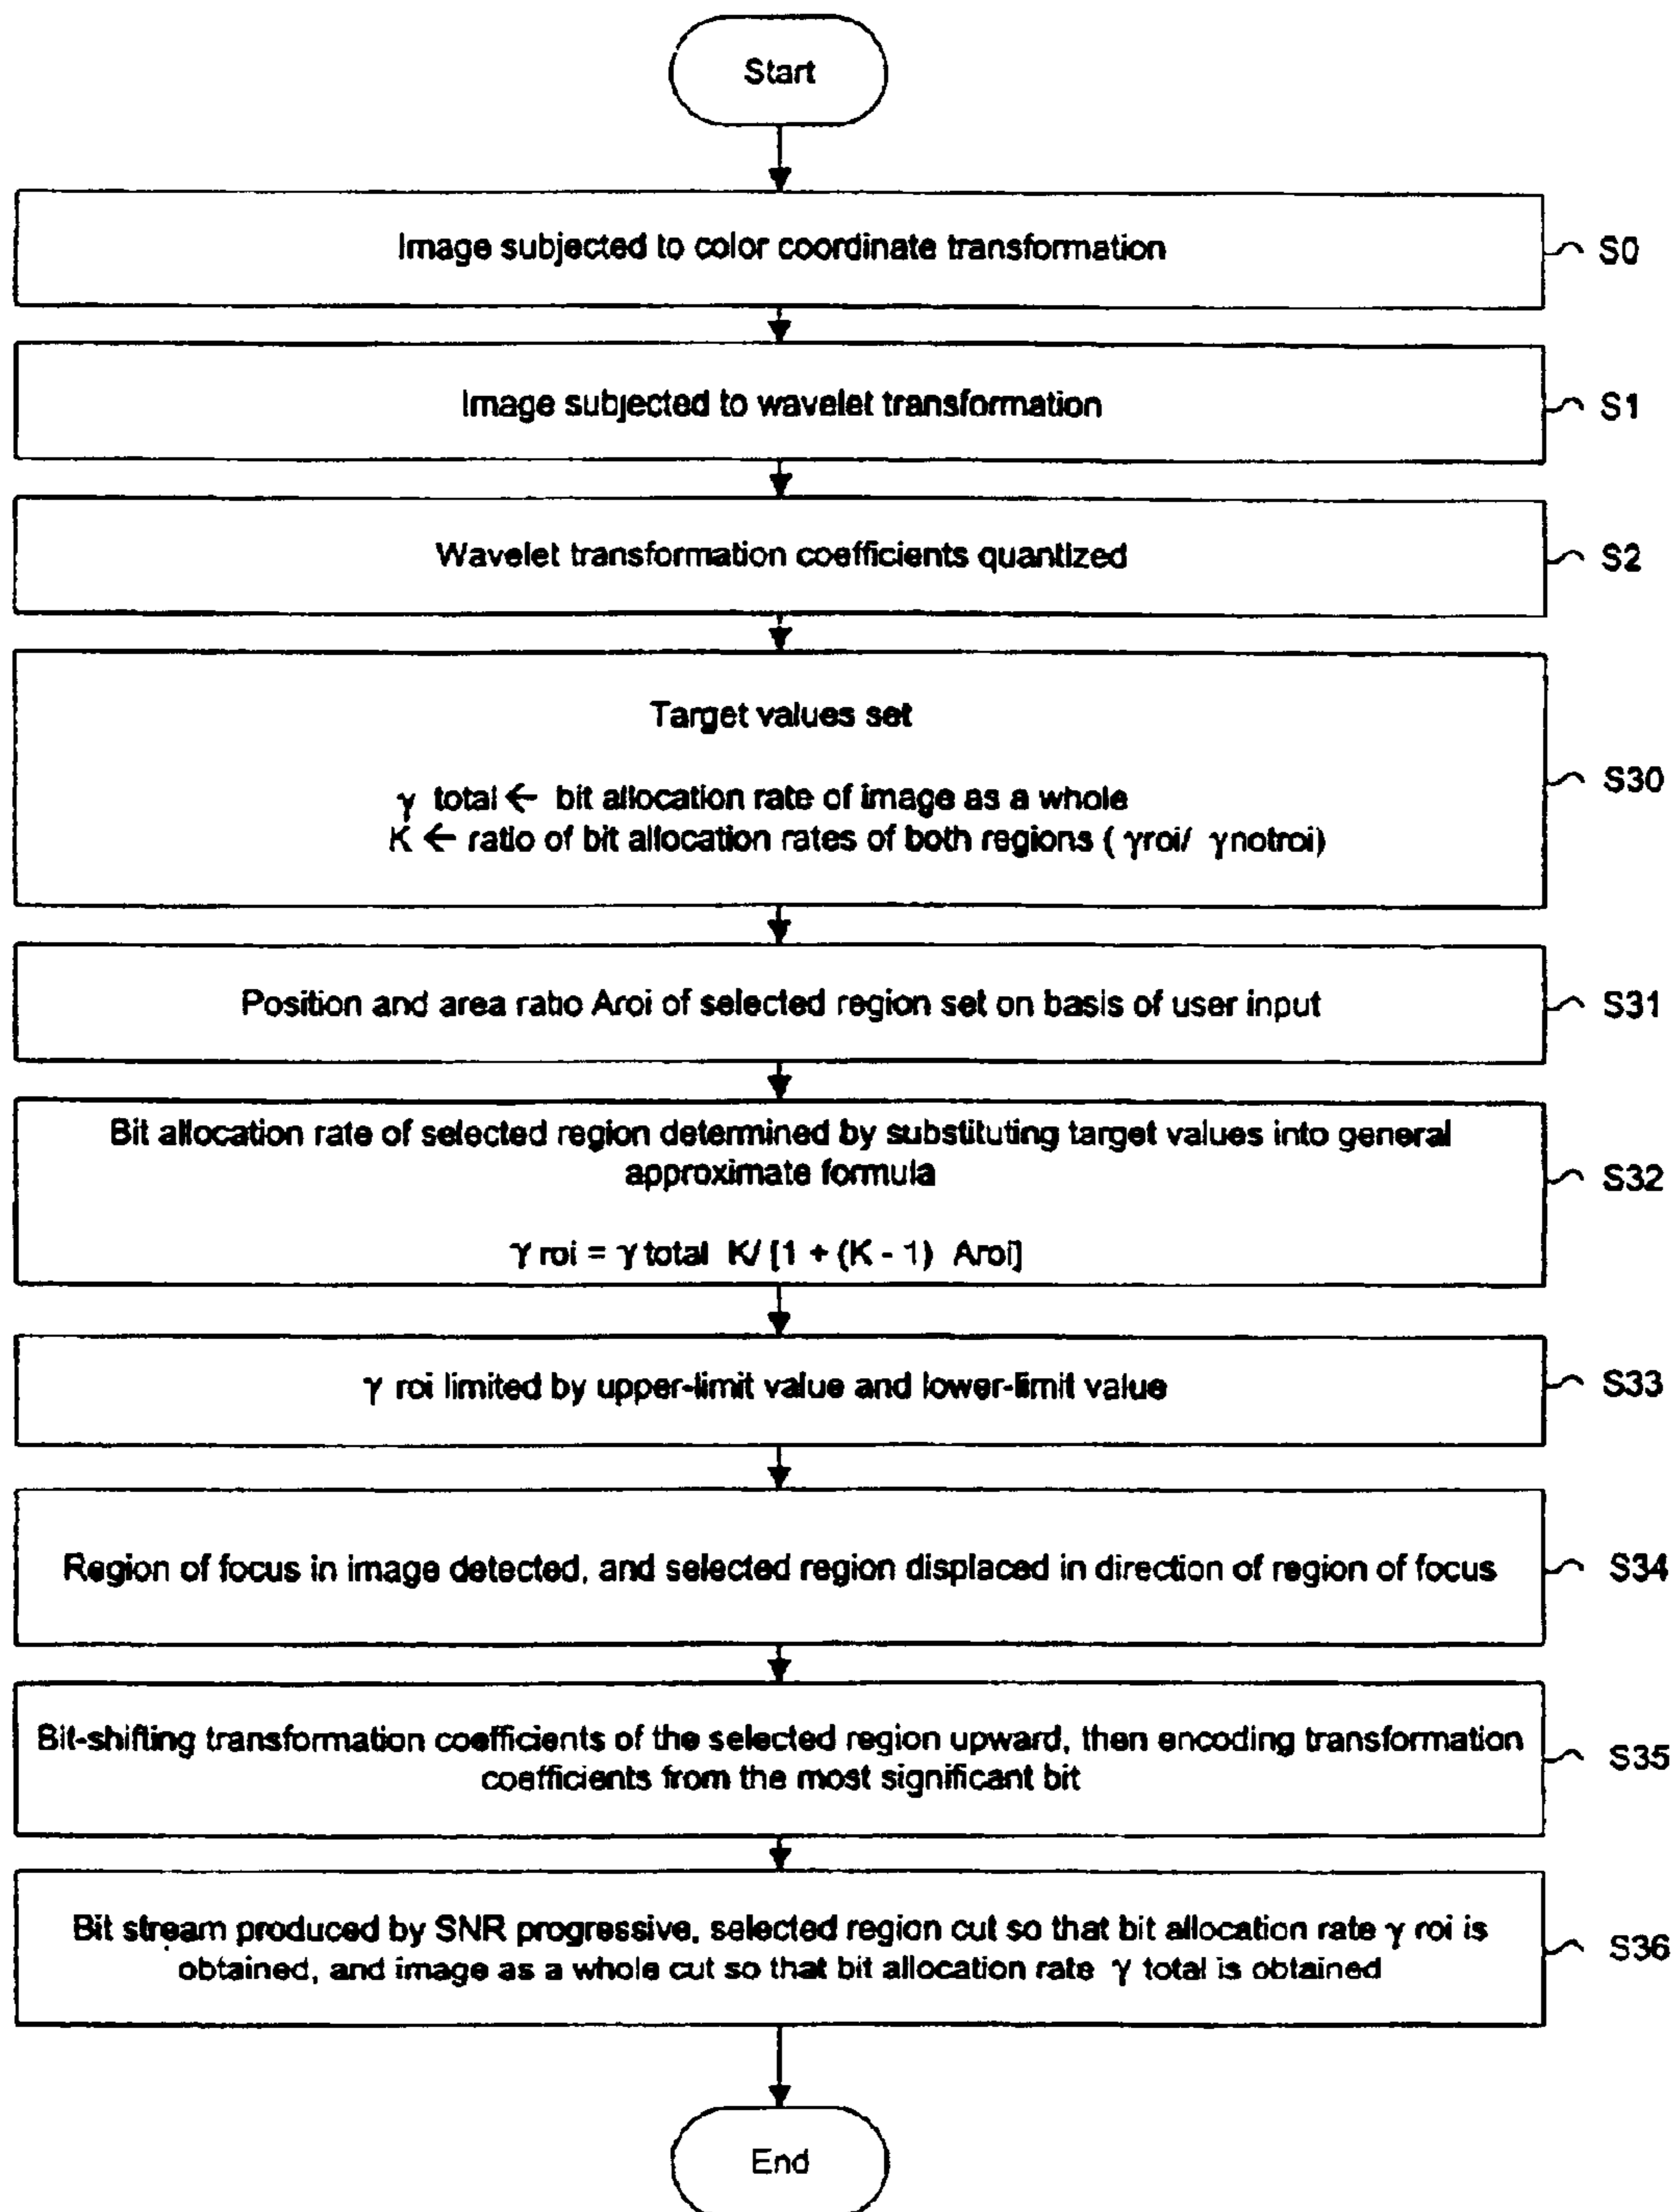 Start
Image subjected to color coordinate transformation
S0
Image subjected to wavelet transformation
S1
Wavelet transformation coefficients quantized
S2
Target values set
γ total ← bit allocation rate of image as a whole
K ← ratio of bit allocation rates of both regions ( γroi/ γnotroi)
S30
Position and area ratio Aroi of selected region set on basis of user input
S31
Bit allocation rate of selected region determined by substituting target values into general
approximate formula
γ roi = γ total K/ [1 + (K - 1) Aroi]
S32
γ roi limited by upper-limit value and lower-limit value
S33
Region of focus in image detected, and selected region displaced in direction of region of focus
S34
Bit-shifting transformation coefficients of the selected region upward, then encoding transformation
coefficients from the most significant bit
S35
Bit stream produced by SNR progressive, selected region cut so that bit allocation rate γ roi is
obtained, and image as a whole cut so that bit allocation rate γ total is obtained
S36
End